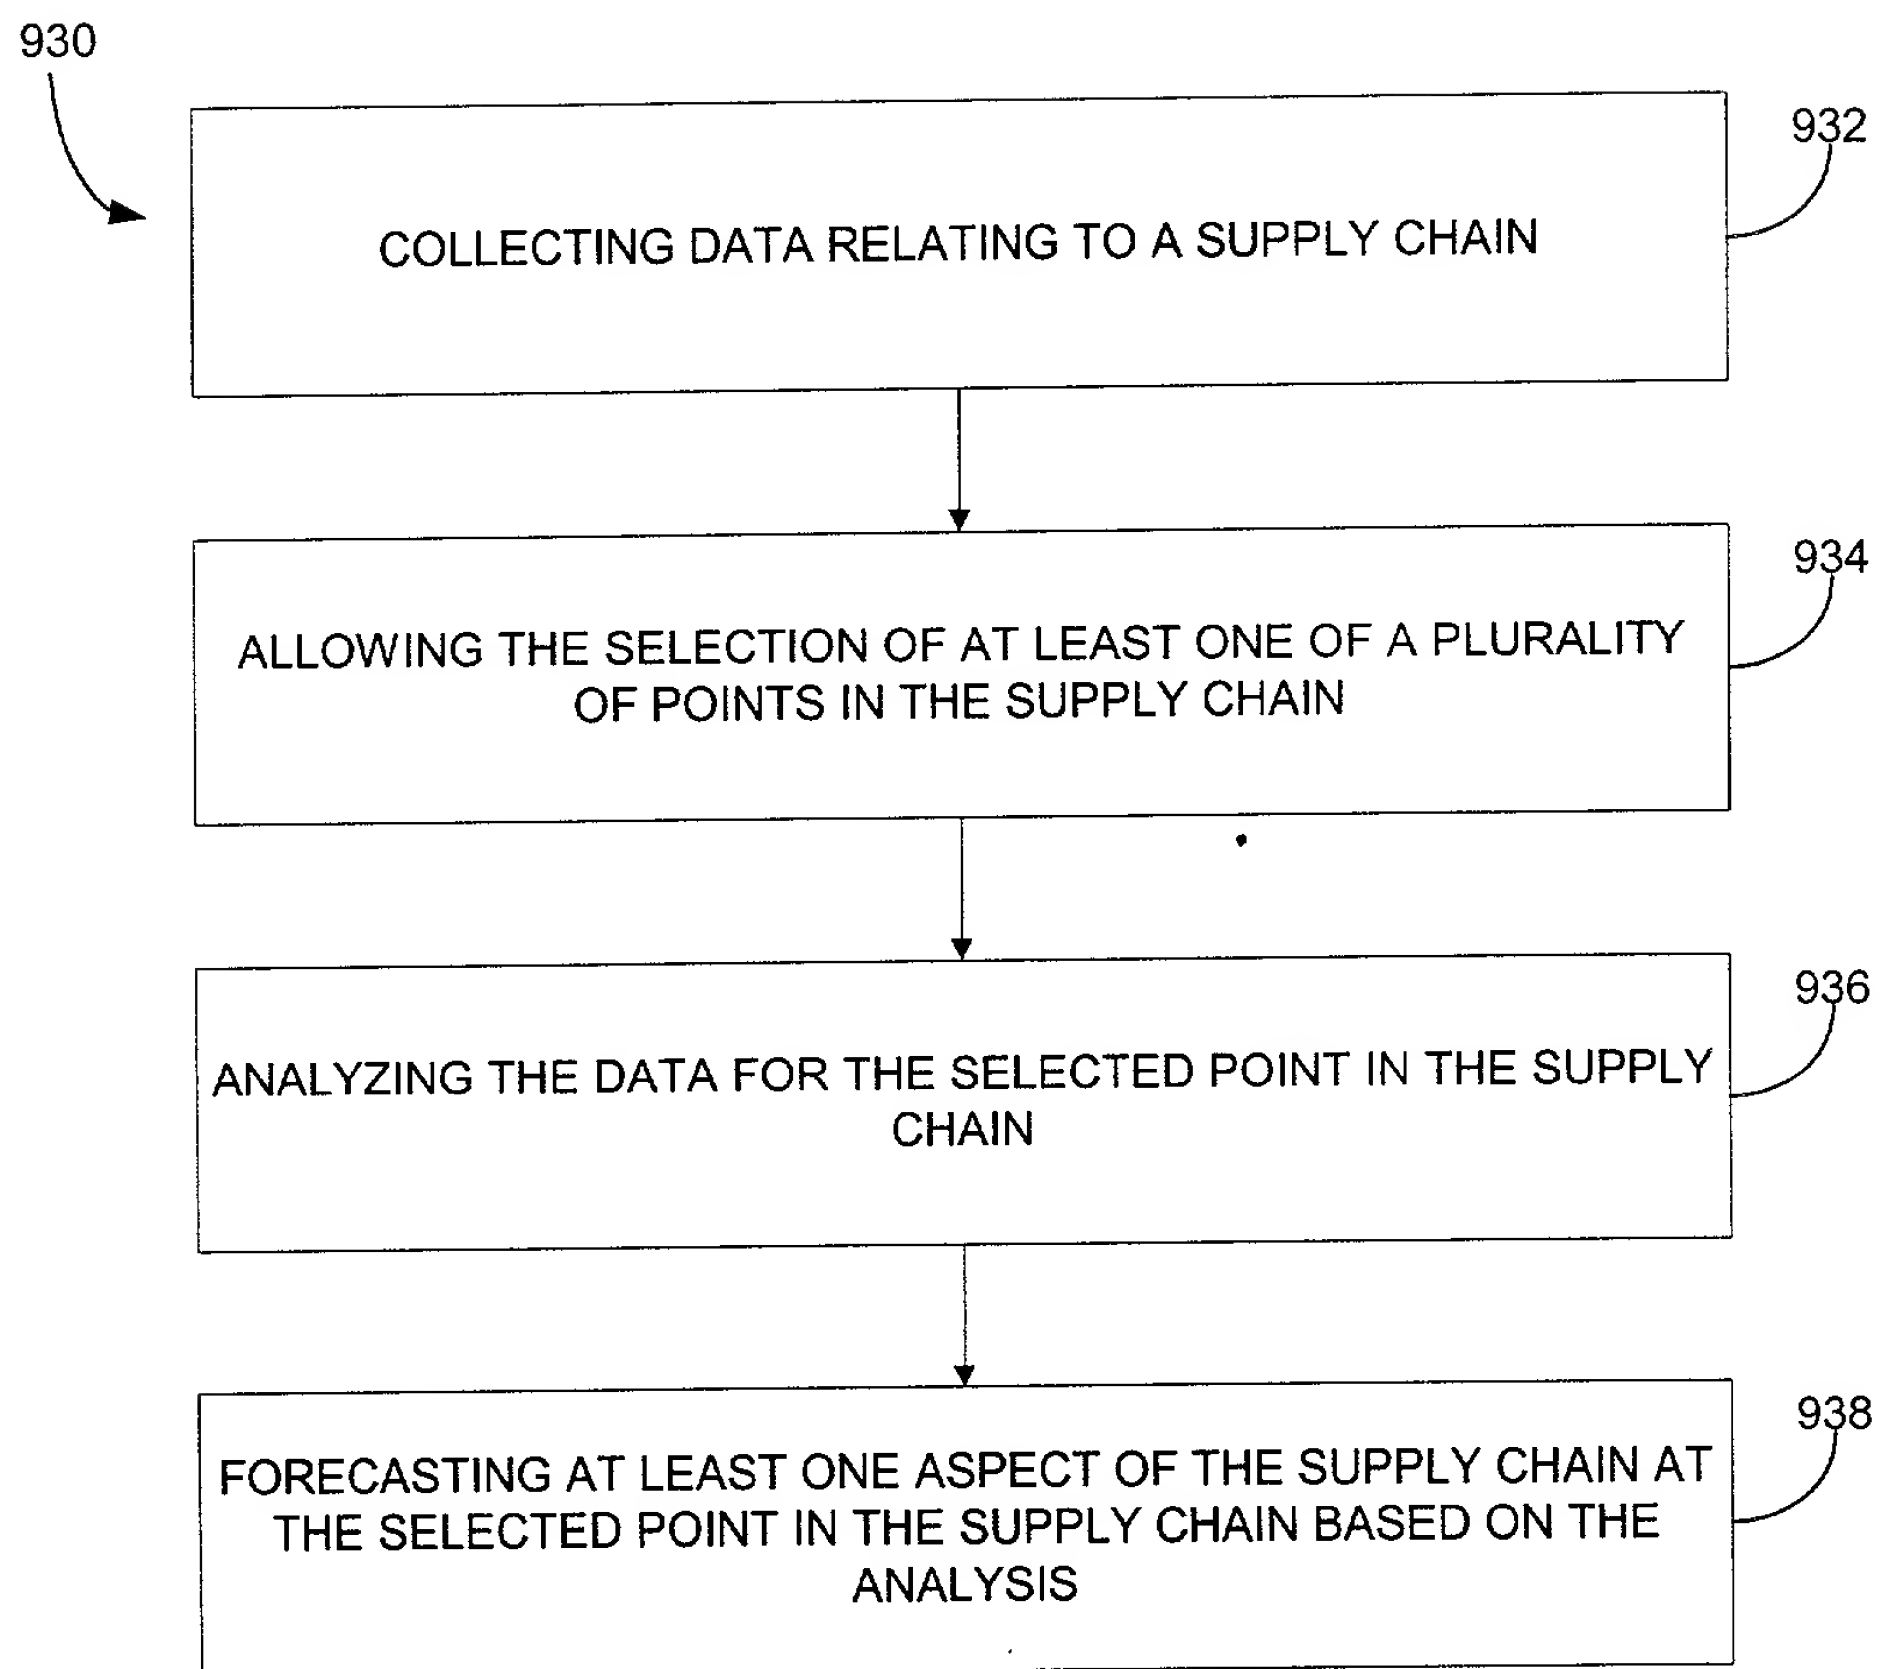 930
932
COLLECTING DATA RELATING TO A SUPPLY CHAIN
934
ALLOWING THE SELECTION OF AT LEAST ONE OF A PLURALITY
OF POINTS IN THE SUPPLY CHAIN
936
ANALYZING THE DATA FOR THE SELECTED POINT IN THE SUPPLY
CHAIN
938
FORECASTING AT LEAST ONE ASPECT OF THE SUPPLY CHAIN AT
THE SELECTED POINT IN THE SUPPLY CHAIN BASED ON THE
ANALYSIS